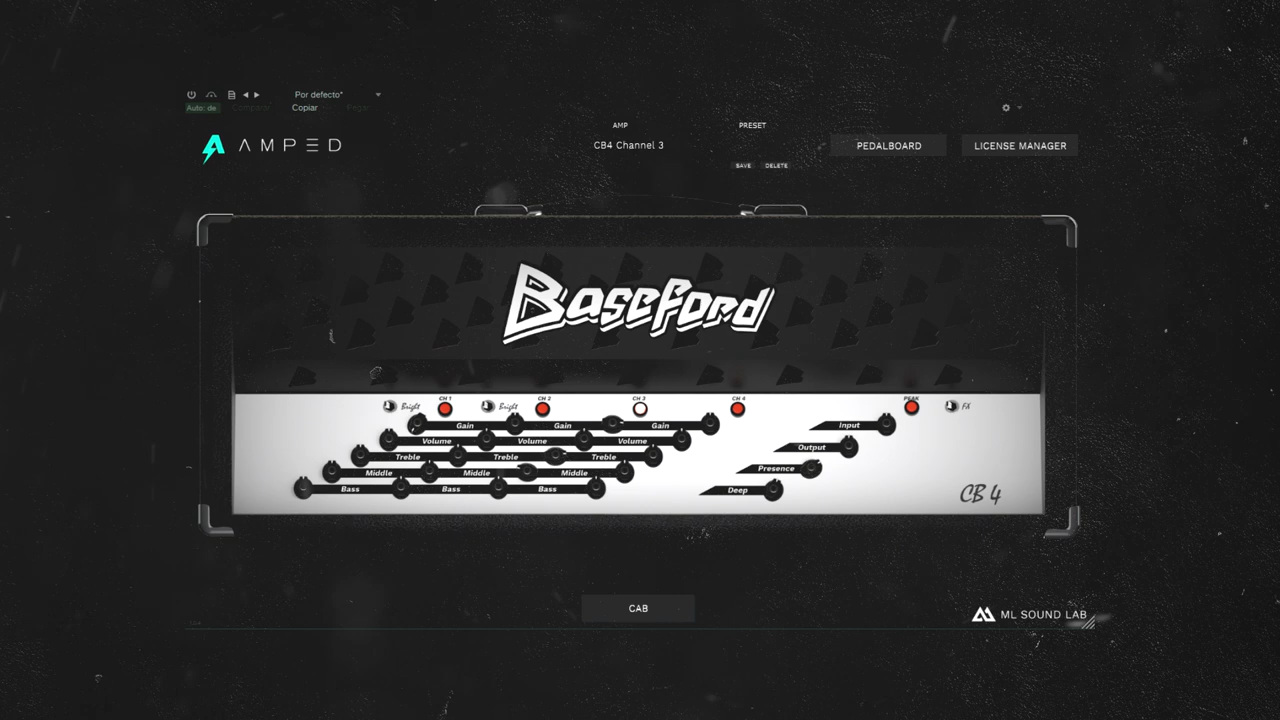 Por defecto*
Auto: de Comparar Copiar Pegar
AMPED
AMP
CB4 Channel 3
PRESET
SAVE DELETE
PEDALBOARD
LICENSE MANAGER
Baseford
Bright CH 1 Bright CH 2 CH 3 CH 4 PEAK FX
Gain Gain Gain Input
Volume Volume Volume
Output
Treble Treble Treble
Presence
Middle Middle Middle
Bass Bass Bass Deep
CB 4
CAB
ML SOUND LAB